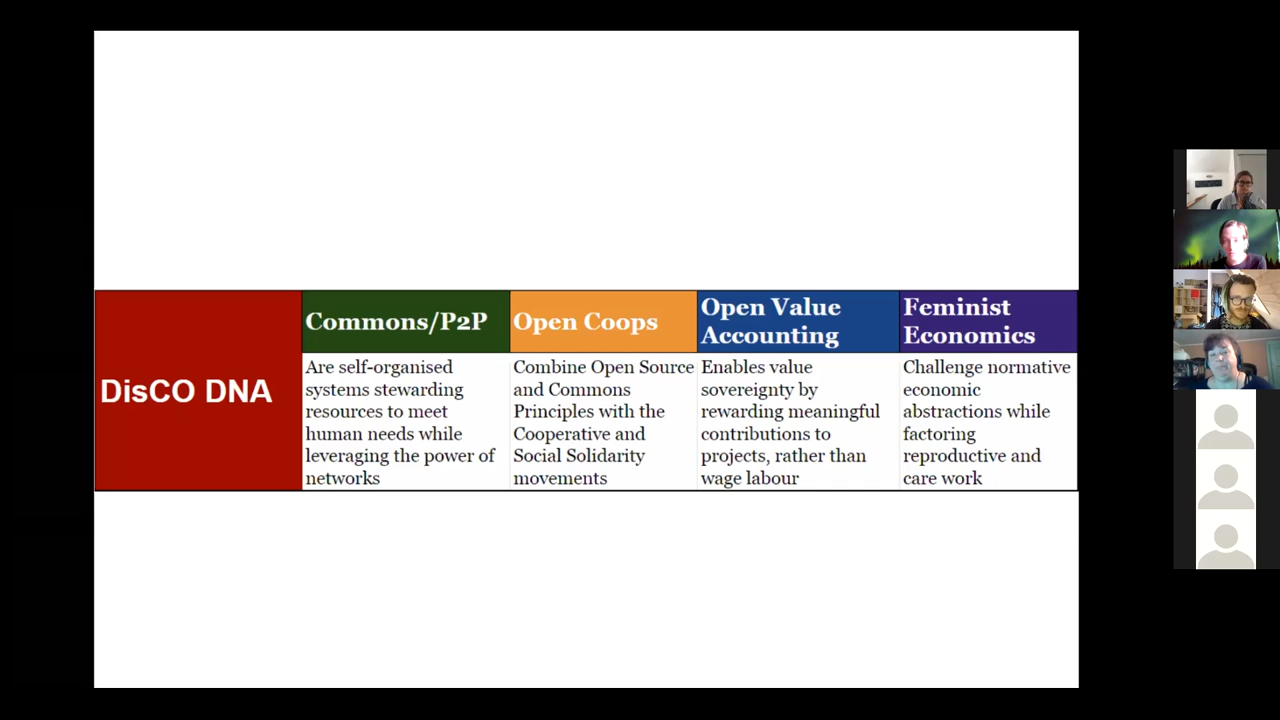 DisCO DNA
Commons/P2P
Are self-organised
systems stewarding
resources to meet
human needs while
leveraging the power of
networks
Open Coops
Combine Open Source
and Commons
Principles with the
Cooperative and
Social Solidarity
movements
Open Value
Accounting
Enables value
sovereignty by
rewarding meaningful
contributions to
projects, rather than
wage labour
Feminist
Economics
Challenge normative
economic
abstractions while
factoring
reproductive and
care work